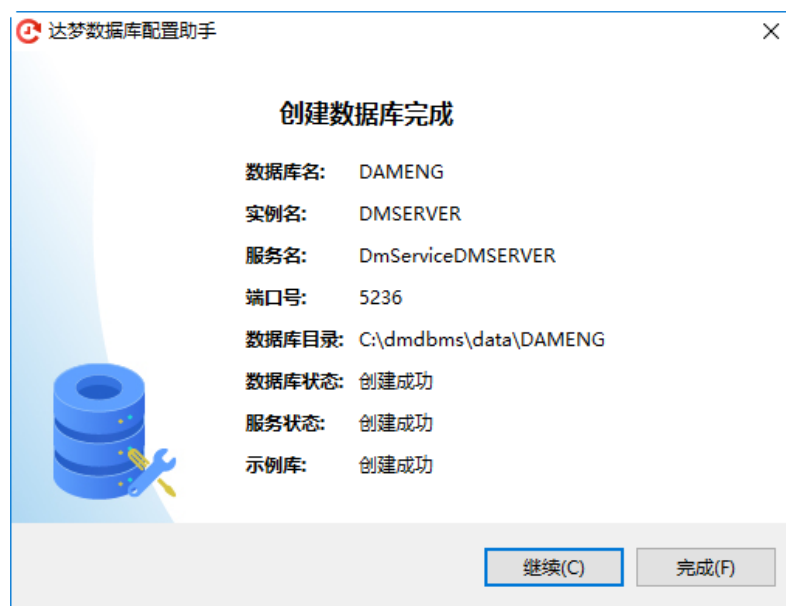 达梦数据库配置助手
创建数据库完成
数据库名: DAMENG
实例名: DMSERVER
服务名: DmServiceDMSERVER
端口号: 5236
数据库目录: C:\dmdbms\data\DAMENG
数据库状态: 创建成功
服务状态: 创建成功
示例库: 创建成功
继续(C) 完成(F)